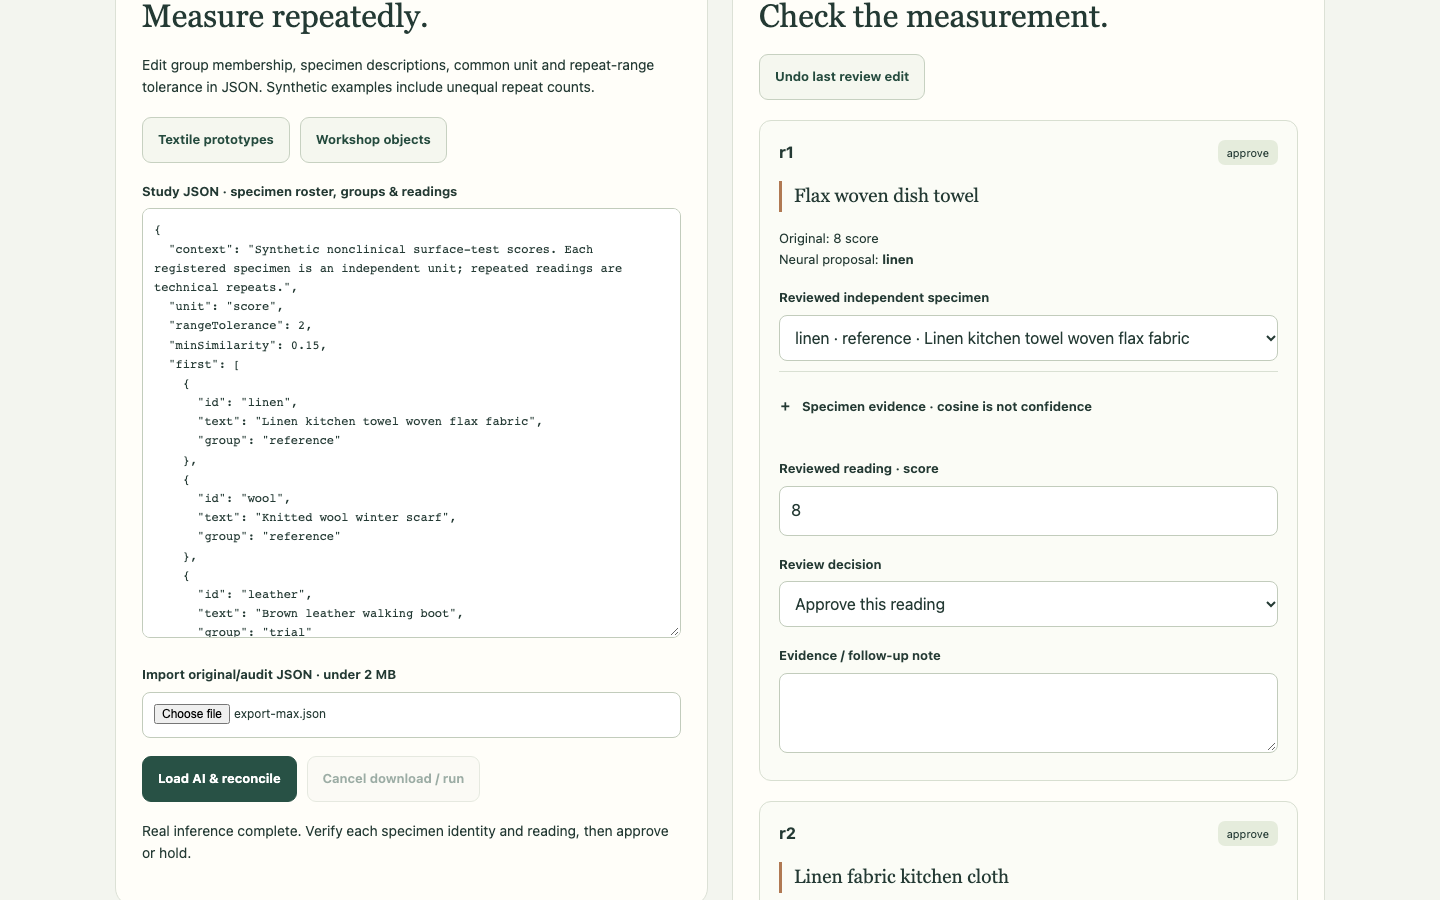 Measure repeatedly.
Edit group membership, specimen descriptions, common unit and repeat-range
tolerance in JSON. Synthetic examples include unequal repeat counts.
Textile prototypes
Workshop objects
Study JSON · specimen roster, groups & readings
{
"context": "Synthetic nonclinical surface-test scores. Each
registered specimen is an independent unit; repeated readings are
technical repeats.",
"unit": "score",
"rangeTolerance": 2,
"minSimilarity": 0.15,
"first": [
{
"id": "linen",
"text": "Linen kitchen towel woven flax fabric",
"group": "reference"
},
{
"id": "wool",
"text": "Knitted wool winter scarf",
"group": "reference"
},
{
"id": "leather",
"text": "Brown leather walking boot",
"group": "trial"
Import original/audit JSON · under 2 MB
Choose file export-max.json
Load AI & reconcile
Cancel download / run
Real inference complete. Verify each specimen identity and reading, then approve
or hold.
Check the measurement.
Undo last review edit
r1
approve
Flax woven dish towel
Original: 8 score
Neural proposal: linen
Reviewed independent specimen
linen · reference · Linen kitchen towel woven flax fabric
+ Specimen evidence · cosine is not confidence
Reviewed reading · score
8
Review decision
Approve this reading
Evidence / follow-up note
r2
approve
Linen fabric kitchen cloth